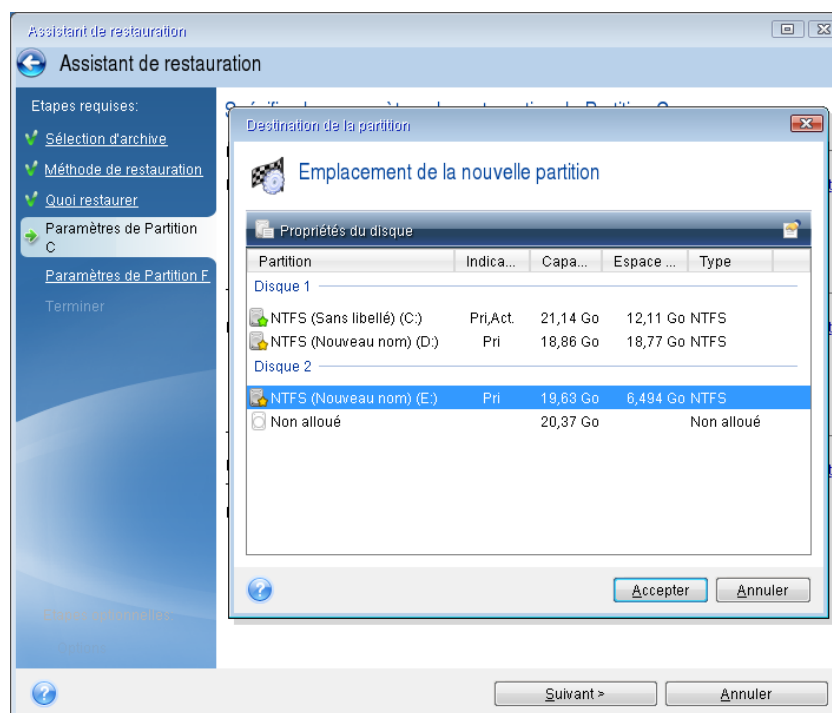 Assistant de restauration
Assistant de restauration
Etapes requises:
Sélection d'archive
Méthode de restauration
Quoi restaurer
Paramètres de Partition
C
Paramètres de Partition F
Terminer
Destination de la partition
Emplacement de la nouvelle partition
Propriétés du disque
Partition Indica... Capa... Espace ... Type
Disque 1
NTFS (Sans libellé) (C:) Pri,Act. 21,14 Go 12,11 Go NTFS
NTFS (Nouveau nom) (D:) Pri 18,86 Go 18,77 Go NTFS
Disque 2
NTFS (Nouveau nom) (E:) Pri 19,63 Go 6,494 Go NTFS
Non alloué 20,37 Go Non alloué
Accepter Annuler
Suivant > Annuler